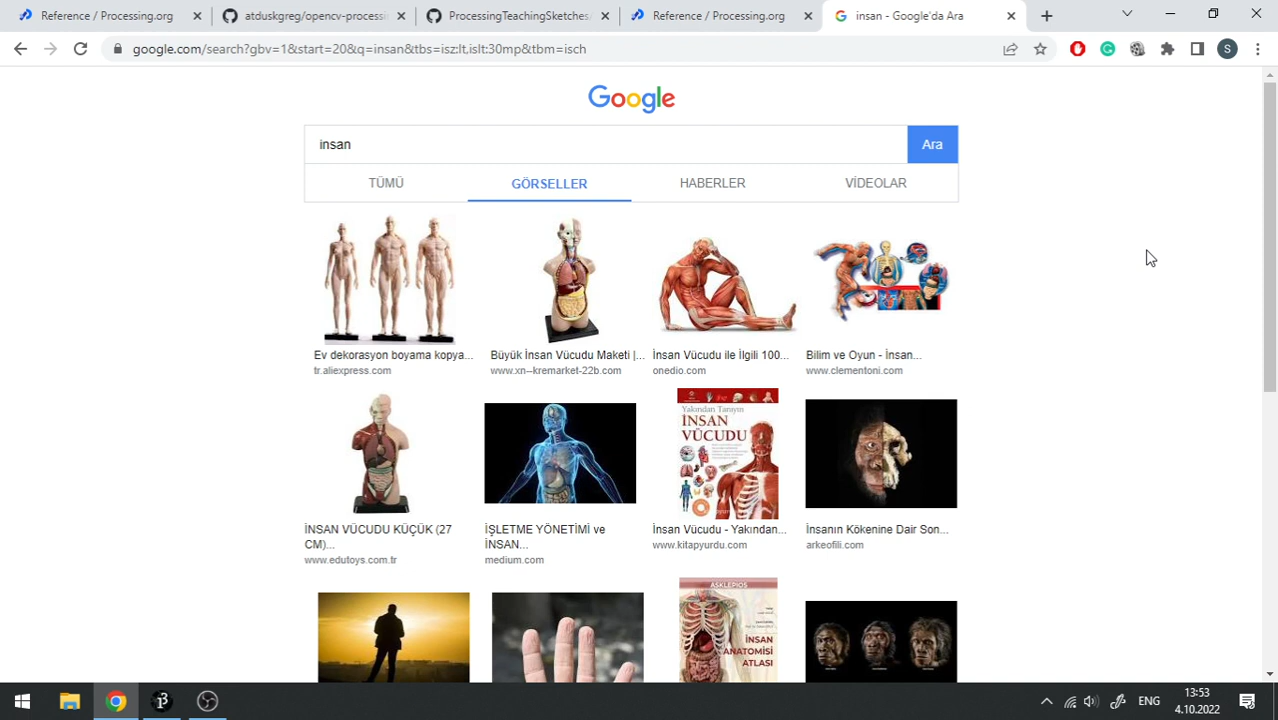 Reference / Processing.org
atduskgreg/opencv-processi
ProcessingTeachingSketches/
Reference / Processing.org
insan - Google'da Ara
google.com/search?gbv=1&start=20&q=insan&tbs=isz:lt,islt:30mp&tbm=isch
S
Google
insan
Ara
TÜMÜ
GÖRSELLER
HABERLER
VİDEOLAR
Ev dekorasyon boyama kopya...
tr.aliexpress.com
Büyük İnsan Vücudu Maketi |...
www.xn--kremarket-22b.com
İnsan Vücudu ile İlgili 100...
onedio.com
Bilim ve Oyun - İnsan...
www.clementoni.com
Yakından Tanıyın
İNSAN
VÜCUDU
İNSAN VÜCUDU KÜÇÜK (27
CM)...
www.edutoys.com.tr
İŞLETME YÖNETİMİ ve
İNSAN...
medium.com
İnsan Vücudu - Yakından...
www.kitapyurdu.com
İnsanın Kökenine Dair Son...
arkeofili.com
ASKLEPIOS
İNSAN
ANATOMİSİ
ATLASI
ENG
13:53
4.10.2022